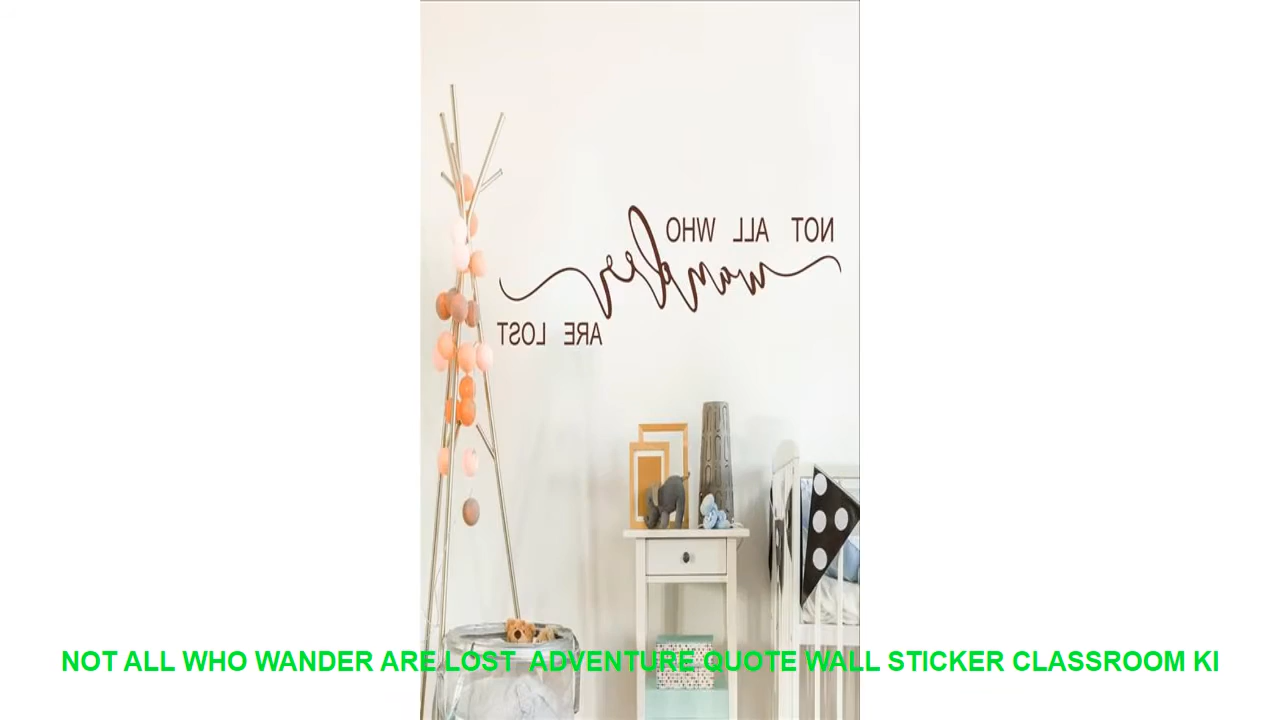 NOT ALL WHO
wander
ARE LOST
NOT ALL WHO WANDER ARE LOST  ADVENTURE QUOTE WALL STICKER CLASSROOM KI